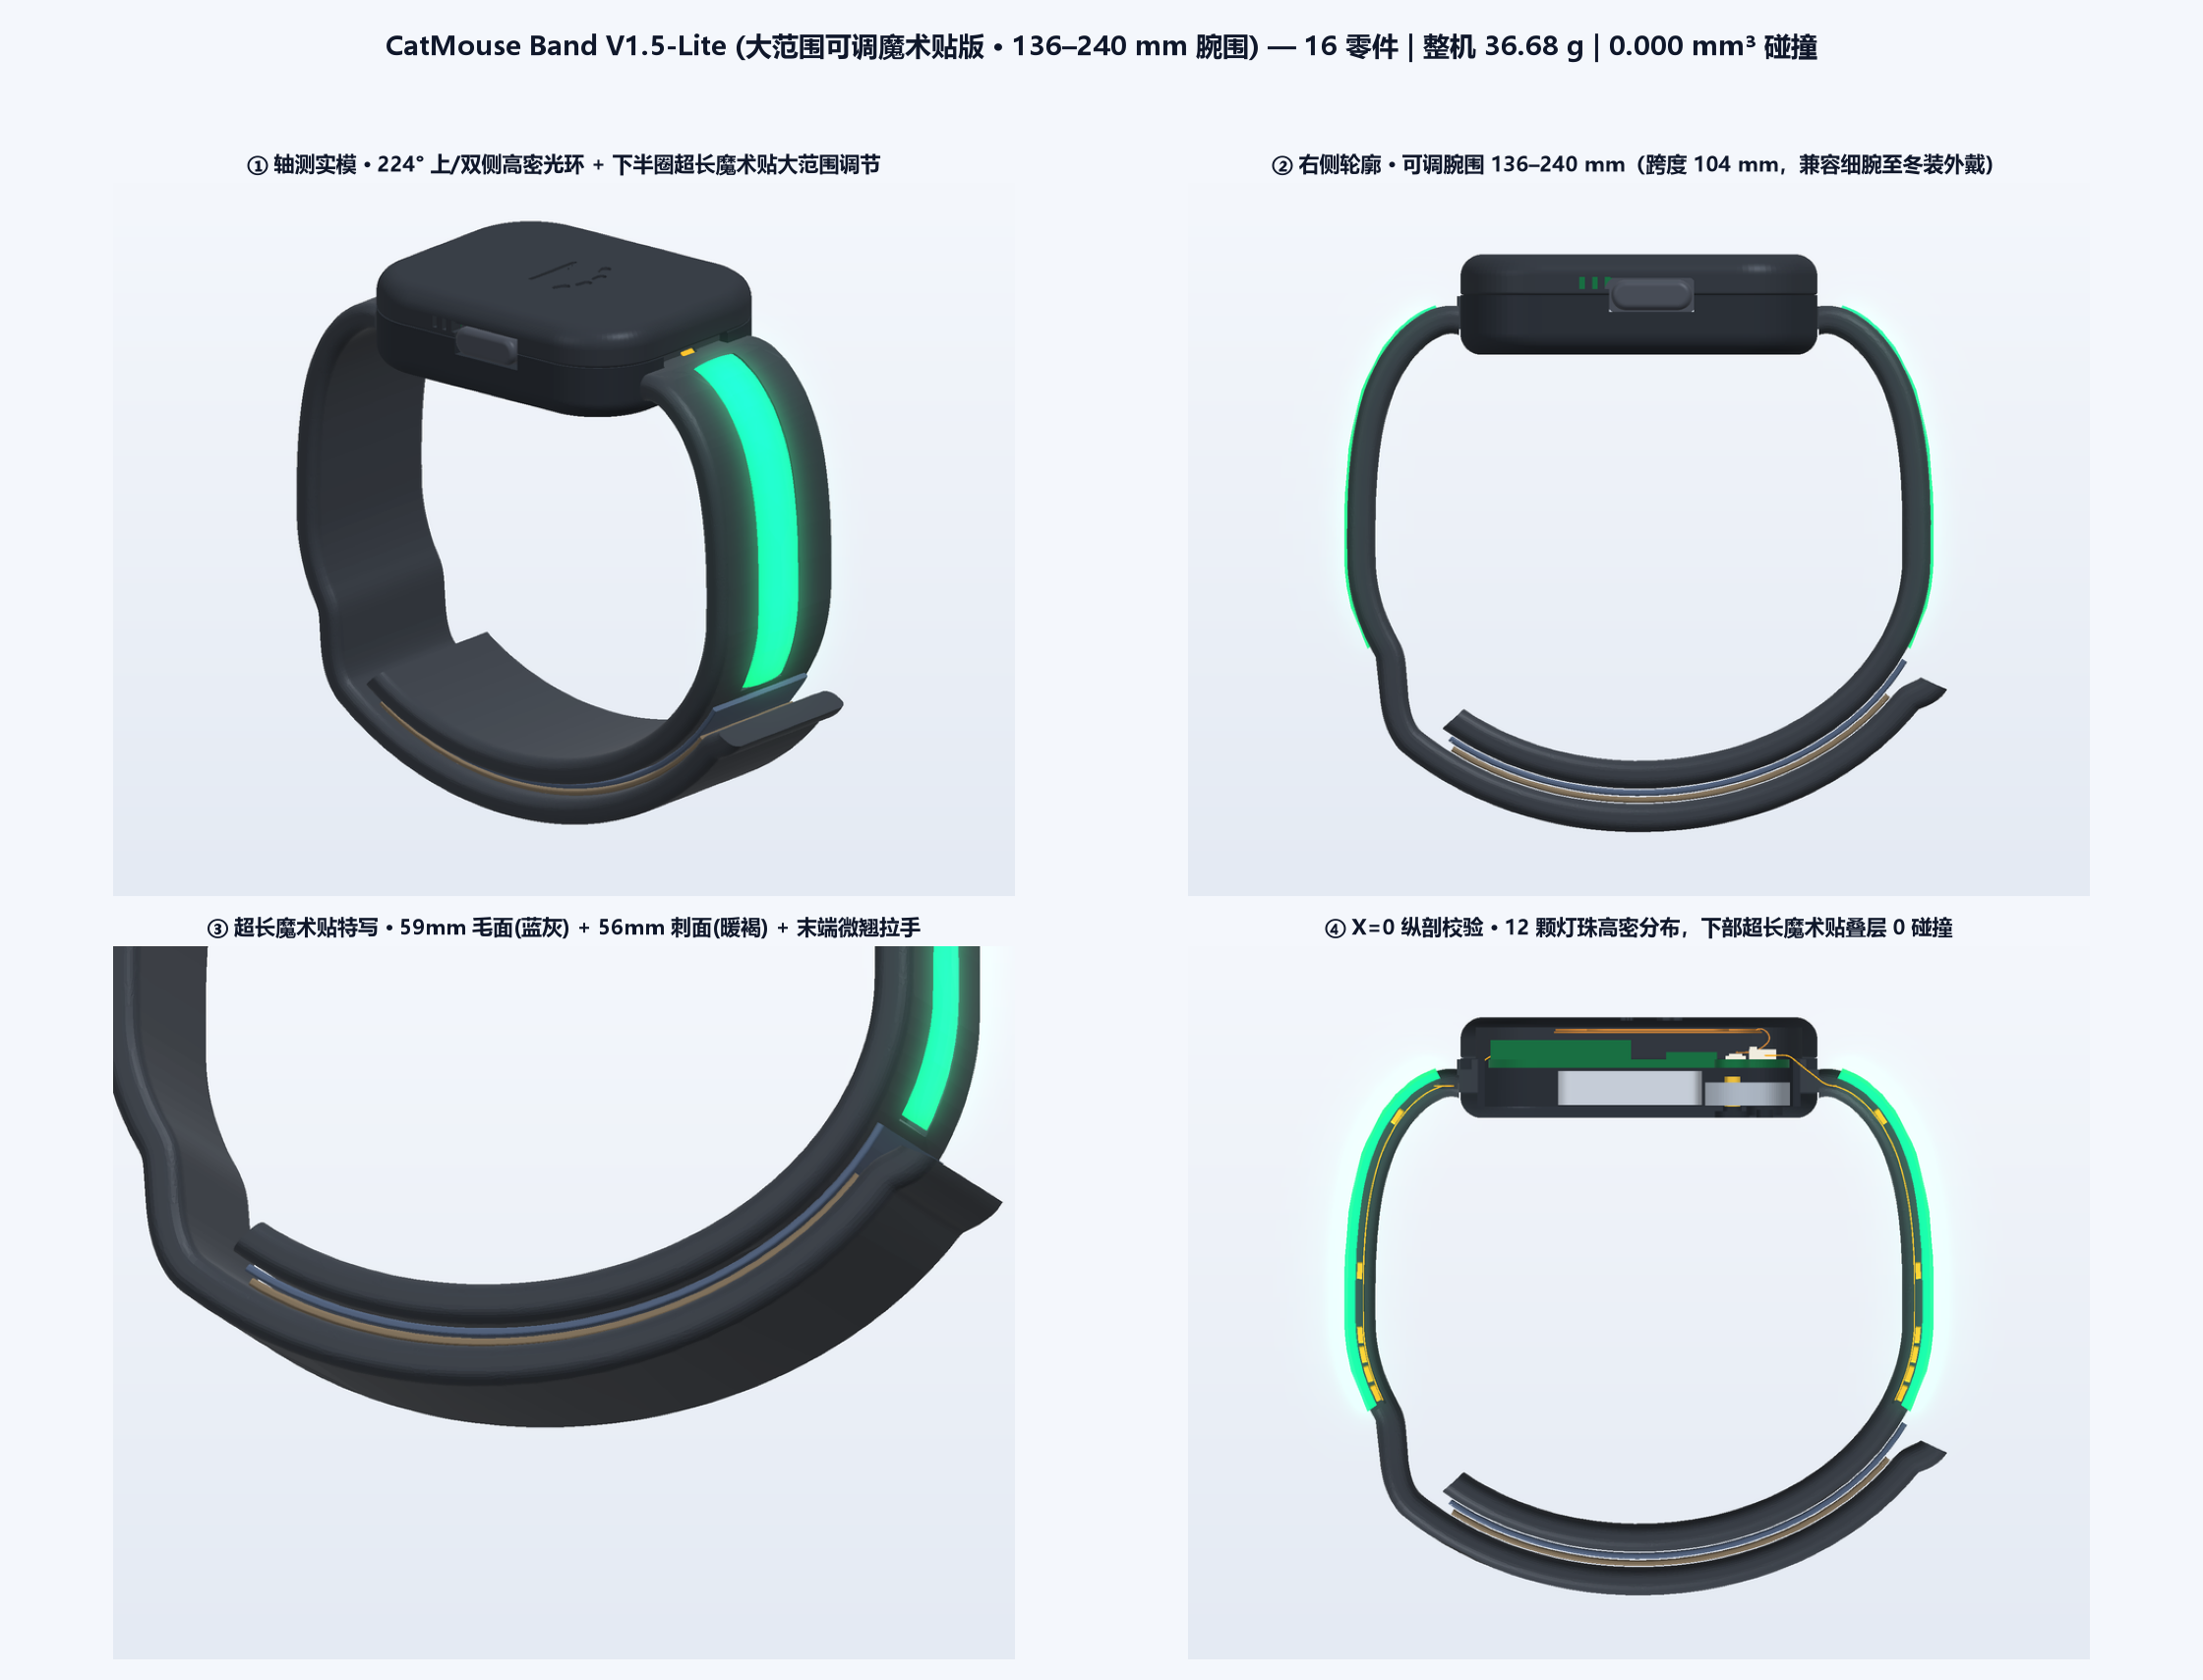 CatMouse Band V1.5-Lite (大范围可调魔术贴版 • 136–240 mm 腕围) — 16 零件 | 整机 36.68 g | 0.000 mm³ 碰撞
① 轴测实模 • 224° 上/双侧高密光环 + 下半圈超长魔术贴大范围调节
② 右侧轮廓 • 可调腕围 136–240 mm（跨度 104 mm，兼容细腕至冬装外戴）
③ 超长魔术贴特写 • 59mm 毛面(蓝灰) + 56mm 刺面(暖褐) + 末端微翘拉手
④ X=0 纵剖校验 • 12 颗灯珠高密分布，下部超长魔术贴叠层 0 碰撞